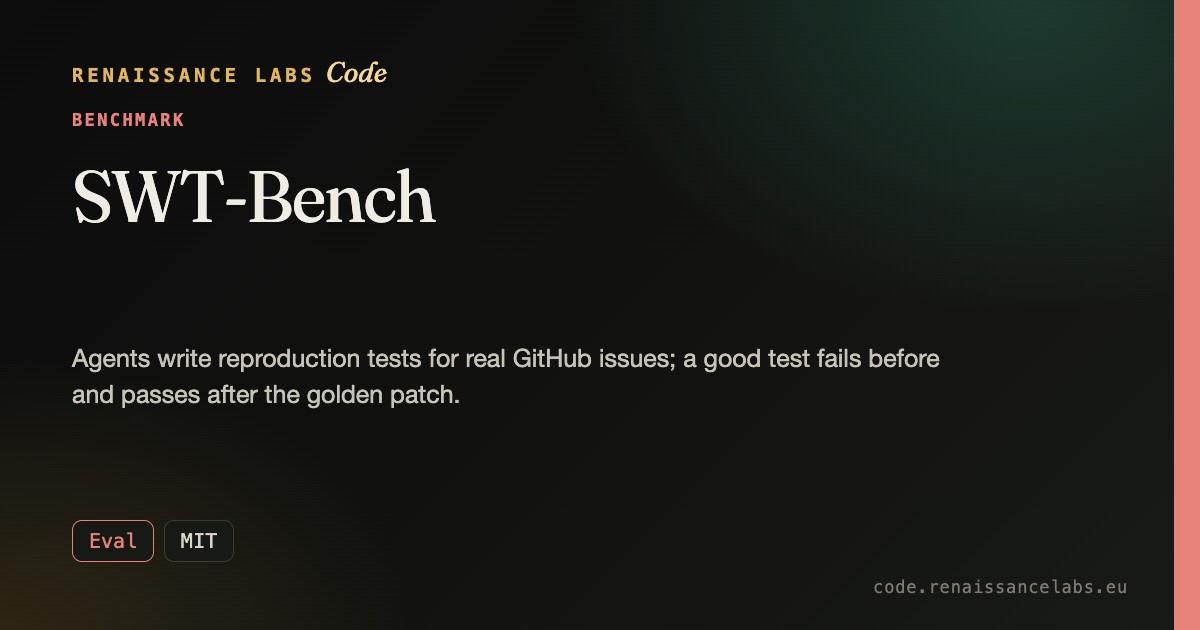 RENAISSANCE LABS Code
BENCHMARK
SWT-Bench
Agents write reproduction tests for real GitHub issues; a good test fails before
and passes after the golden patch.
Eval MIT
code.renaissancelabs.eu